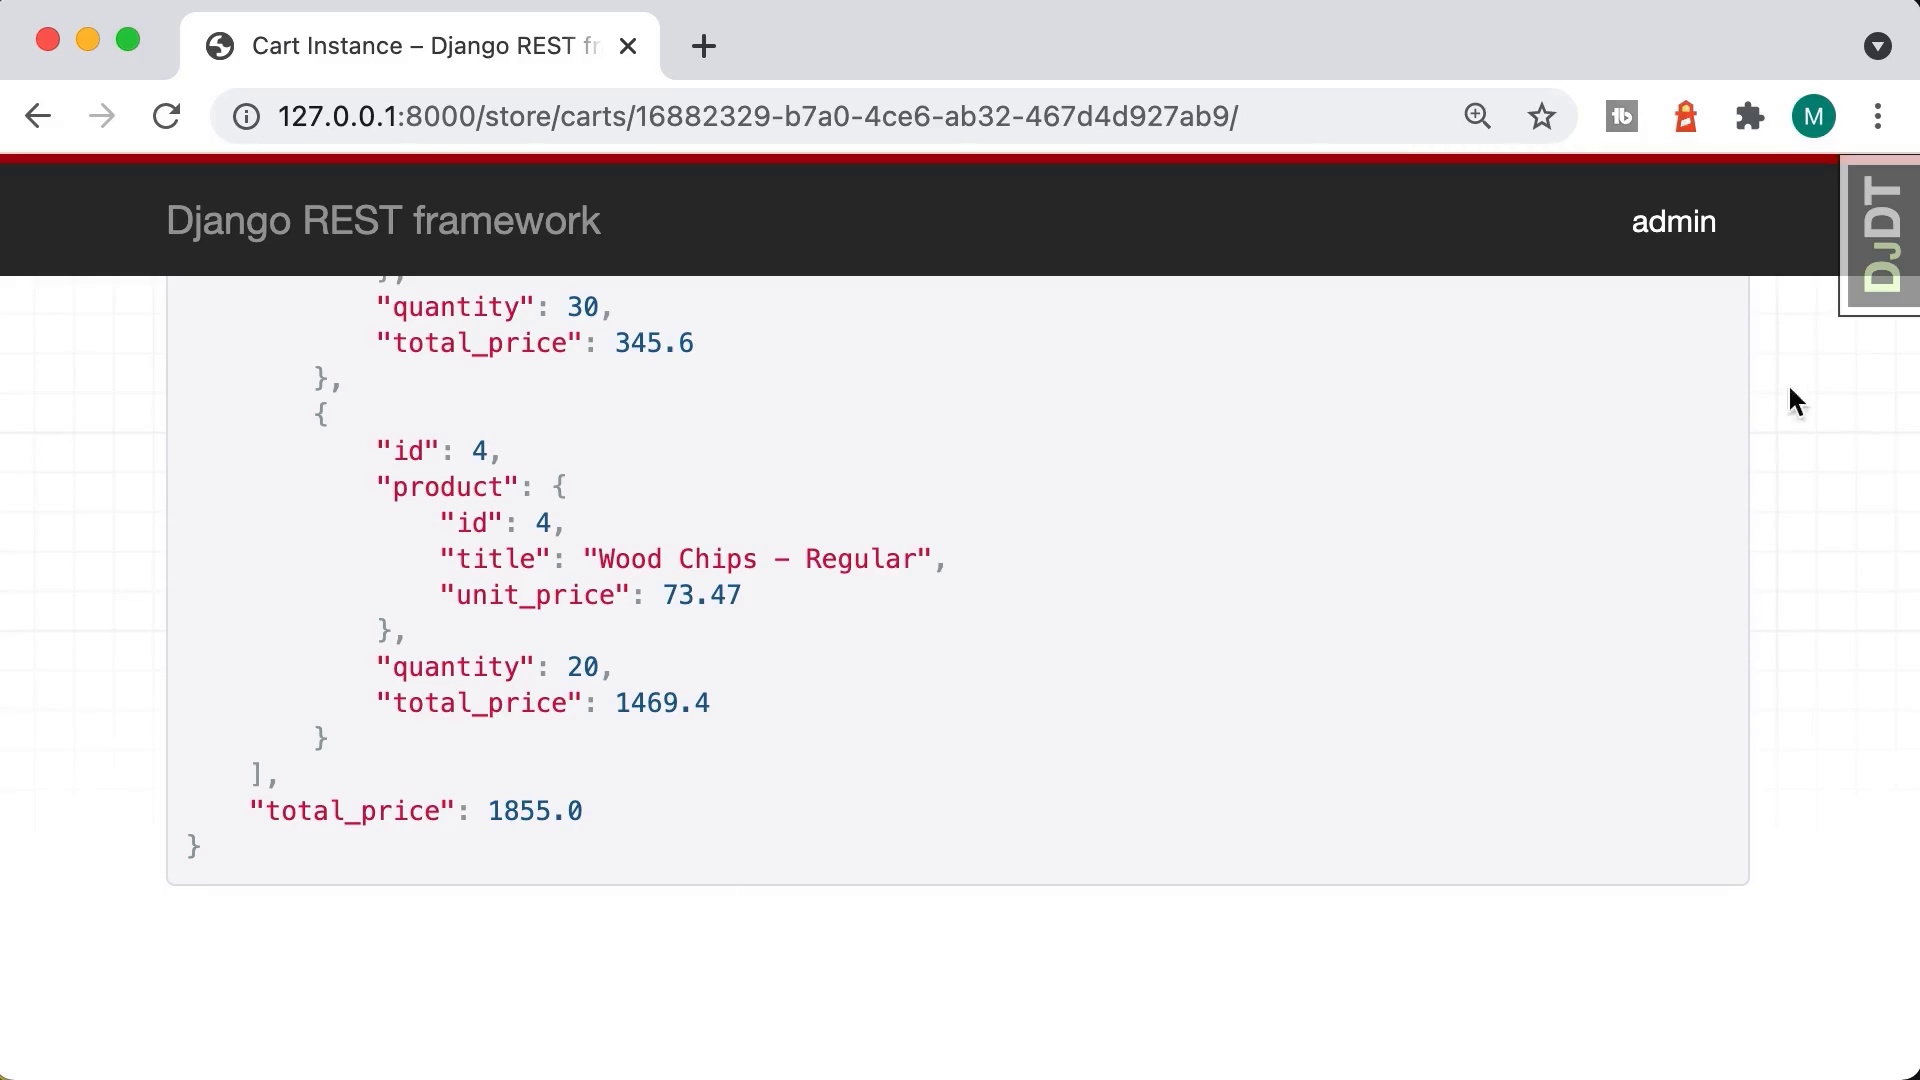 Cart Instance – Django REST fr
127.0.0.1:8000/store/carts/16882329-b7a0-4ce6-ab32-467d4d927ab9/
tb
M
Django REST framework
admin
DJDT
},
"quantity": 30,
"total_price": 345.6
},
{
"id": 4,
"product": {
"id": 4,
"title": "Wood Chips – Regular",
"unit_price": 73.47
},
"quantity": 20,
"total_price": 1469.4
}
],
"total_price": 1855.0
}